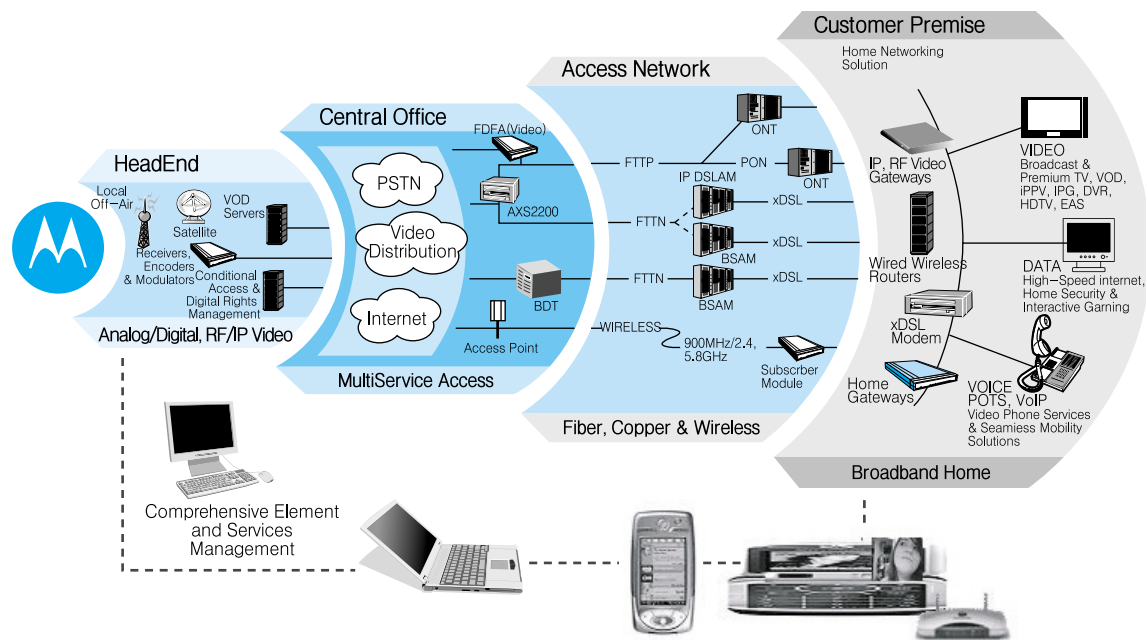 HeadEnd
Local
Off-Air
Satellite
VOD
Servers
Receivers,
Encoders
& Modulators
Conditional
Access &
Digital Rights
Management
Analog/Digital, RF/IP Video
Central Office
PSTN
Video
Distribution
Internet
FDFA(Video)
AXS2200
BDT
Access Point
MultiService Access
Access Network
FTTP
PON
ONT
ONT
IP DSLAM
FTTN
xDSL
BSAM
xDSL
FTTN
BSAM
xDSL
WIRELESS
900MHz/2.4,
5.8GHz
Subscrber
Module
Fiber, Copper & Wireless
Customer Premise
Home Networking
Solution
IP, RF Video
Gateways
Wired Wireless
Routers
xDSL
Modem
Home
Gateways
VIDEO
Broadcast &
Premium TV, VOD,
iPPV, IPG, DVR,
HDTV, EAS
DATA
High-Speed internet,
Home Security &
Interactive Garning
VOICE
POTS, VoIP
Video Phone Services
& Seamiess Mobility
Solutions
Broadband Home
Comprehensive Element
and Services
Management